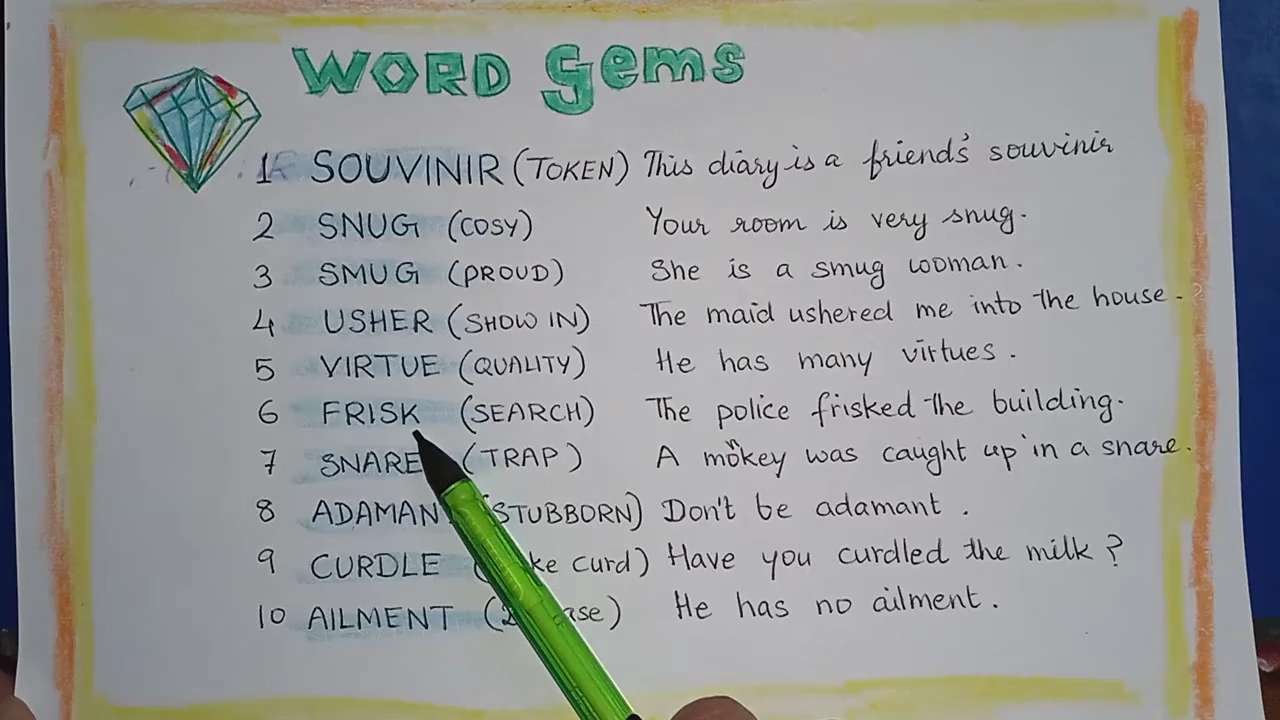 WORD Gems
1 SOUVINIR (TOKEN) This diary is a friend's souvinir
2 SNUG (COSY) Your room is very snug.
3 SMUG (PROUD) She is a smug wooman.
4 USHER (SHOW IN) The maid ushered me into the house.
5 VIRTUE (QUALITY) He has many virtues.
6 FRISK (SEARCH) The police frisked the building.
7 SNARE (TRAP) A monkey was caught up in a snare.
8 (STUBBORN) Don't be adamant.
9 CURDLE curd) Have you curdled the milk?
10 AILMENT He has no ailment.